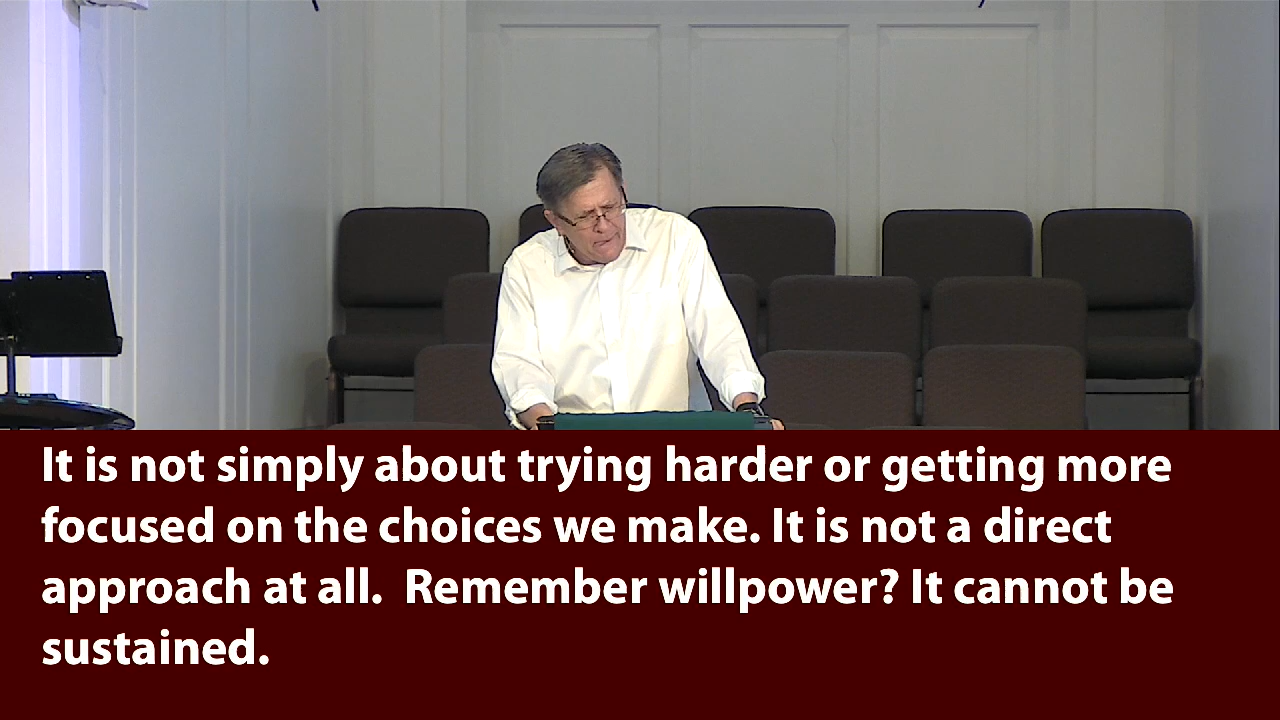 It is not simply about trying harder or getting more
focused on the choices we make. It is not a direct
approach at all.  Remember willpower? It cannot be
sustained.